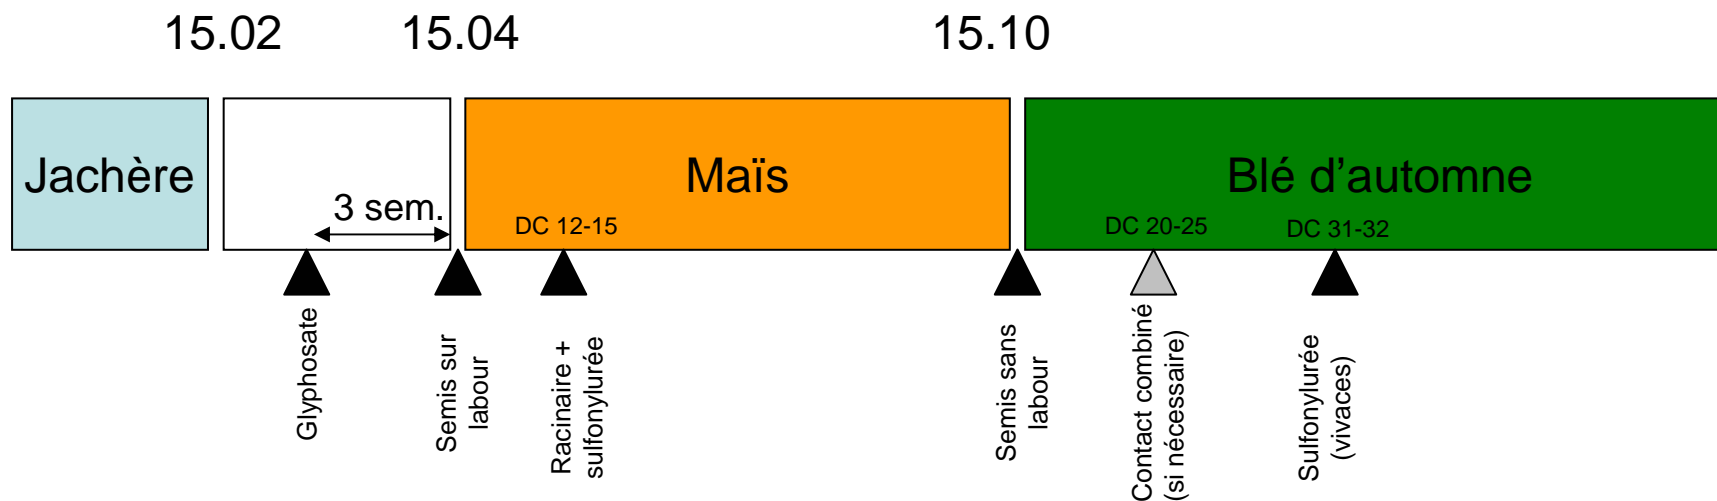 15.02
15.04
15.10
Jachère
3 sem.
Maïs
DC 12-15
Blé d'automne
DC 20-25
DC 31-32
Glyphosate
Semis sur
labour
Racinaire +
sulfonylurée
Semis sans
labour
Contact combiné
(si nécessaire)
Sulfonylurée
(vivaces)